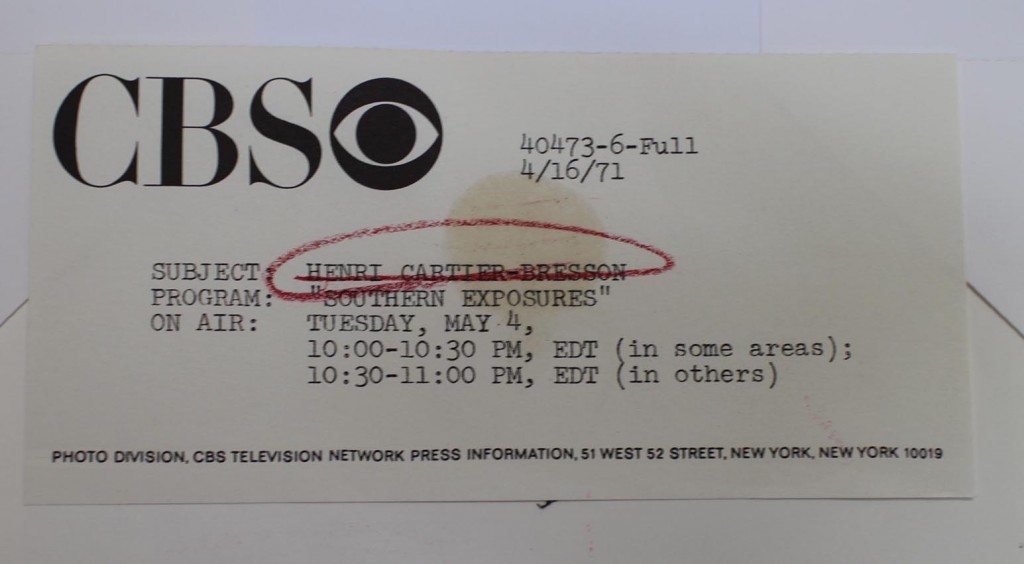 CBS
40473-6-Full
4/16/71
SUBJECT: HENRI CARTIER-BRESSON
PROGRAM: "SOUTHERN EXPOSURES"
ON AIR: TUESDAY, MAY 4,
10:00-10:30 PM, EDT (in some areas);
10:30-11:00 PM, EDT (in others)
PHOTO DIVISION, CBS TELEVISION NETWORK PRESS INFORMATION, 51 WEST 52 STREET, NEW YORK, NEW YORK 10019